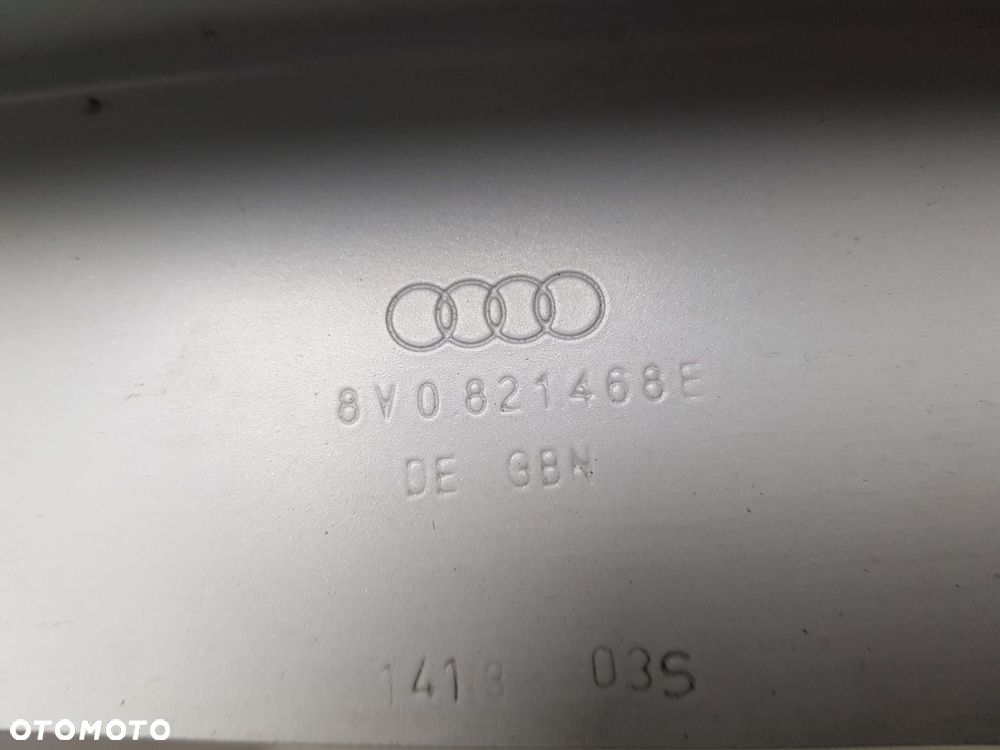 8V0 821 468 E
DE GBN
1413 03S
OTOMOTO